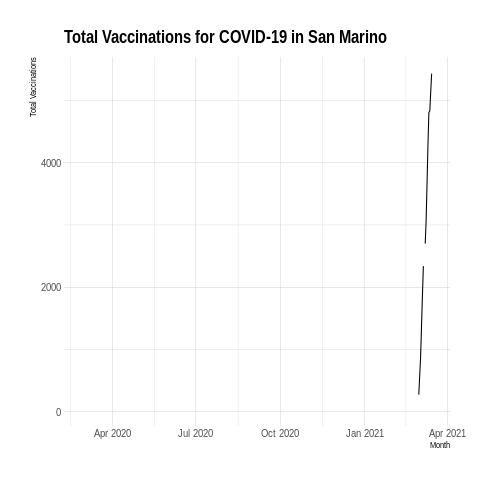 Total Vaccinations for COVID-19 in San Marino
Total Vaccinations
4000
2000
0
Apr 2020 Jul 2020 Oct 2020 Jan 2021 Apr 2021
Month